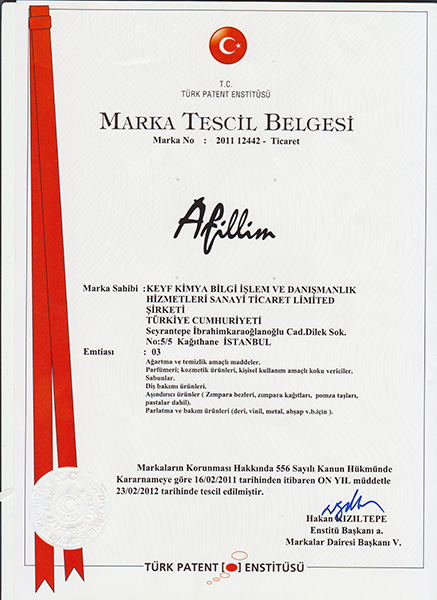 T.C.
TÜRK PATENT ENSTİTÜSÜ
MARKA TESCİL BELGESİ
Marka No : 2011 12442 - Ticaret
Afillim
Marka Sahibi : KEYF KİMYA BİLGİ İŞLEM VE DANIŞMANLIK
HİZMETLERİ SANAYİ TİCARET LİMİTED
ŞİRKETİ
TÜRKİYE CUMHURİYETİ
Seyrantepe İbrahimkaraoğlanoğlu Cad.Dilek Sok.
No:5/5 Kağıthane İSTANBUL
Emtiası : 03
Ağartma ve temizlik amaçlı maddeler.
Parfümeri; kozmetik ürünleri, kişisel kullanım amaçlı koku vericiler.
Sabunlar.
Diş bakımı ürünleri.
Aşındırıcı ürünler ( Zımpara bezleri, zımpara kağıtları, pomza taşları,
pastalar dahil).
Parlatma ve bakım ürünleri (deri, vinil, metal, ahşap v.b.için ).
Markaların Korunması Hakkında 556 Sayılı Kanun Hükmünde
Kararnameye göre 16/02/2011 tarihinden itibaren ON YIL müddetle
23/02/2012 tarihinde tescil edilmiştir.
Hakan KIZILTEPE
Enstitü Başkanı a.
Markalar Dairesi Başkanı V.
TÜRK PATENT [ ] ENSTİTÜSÜ